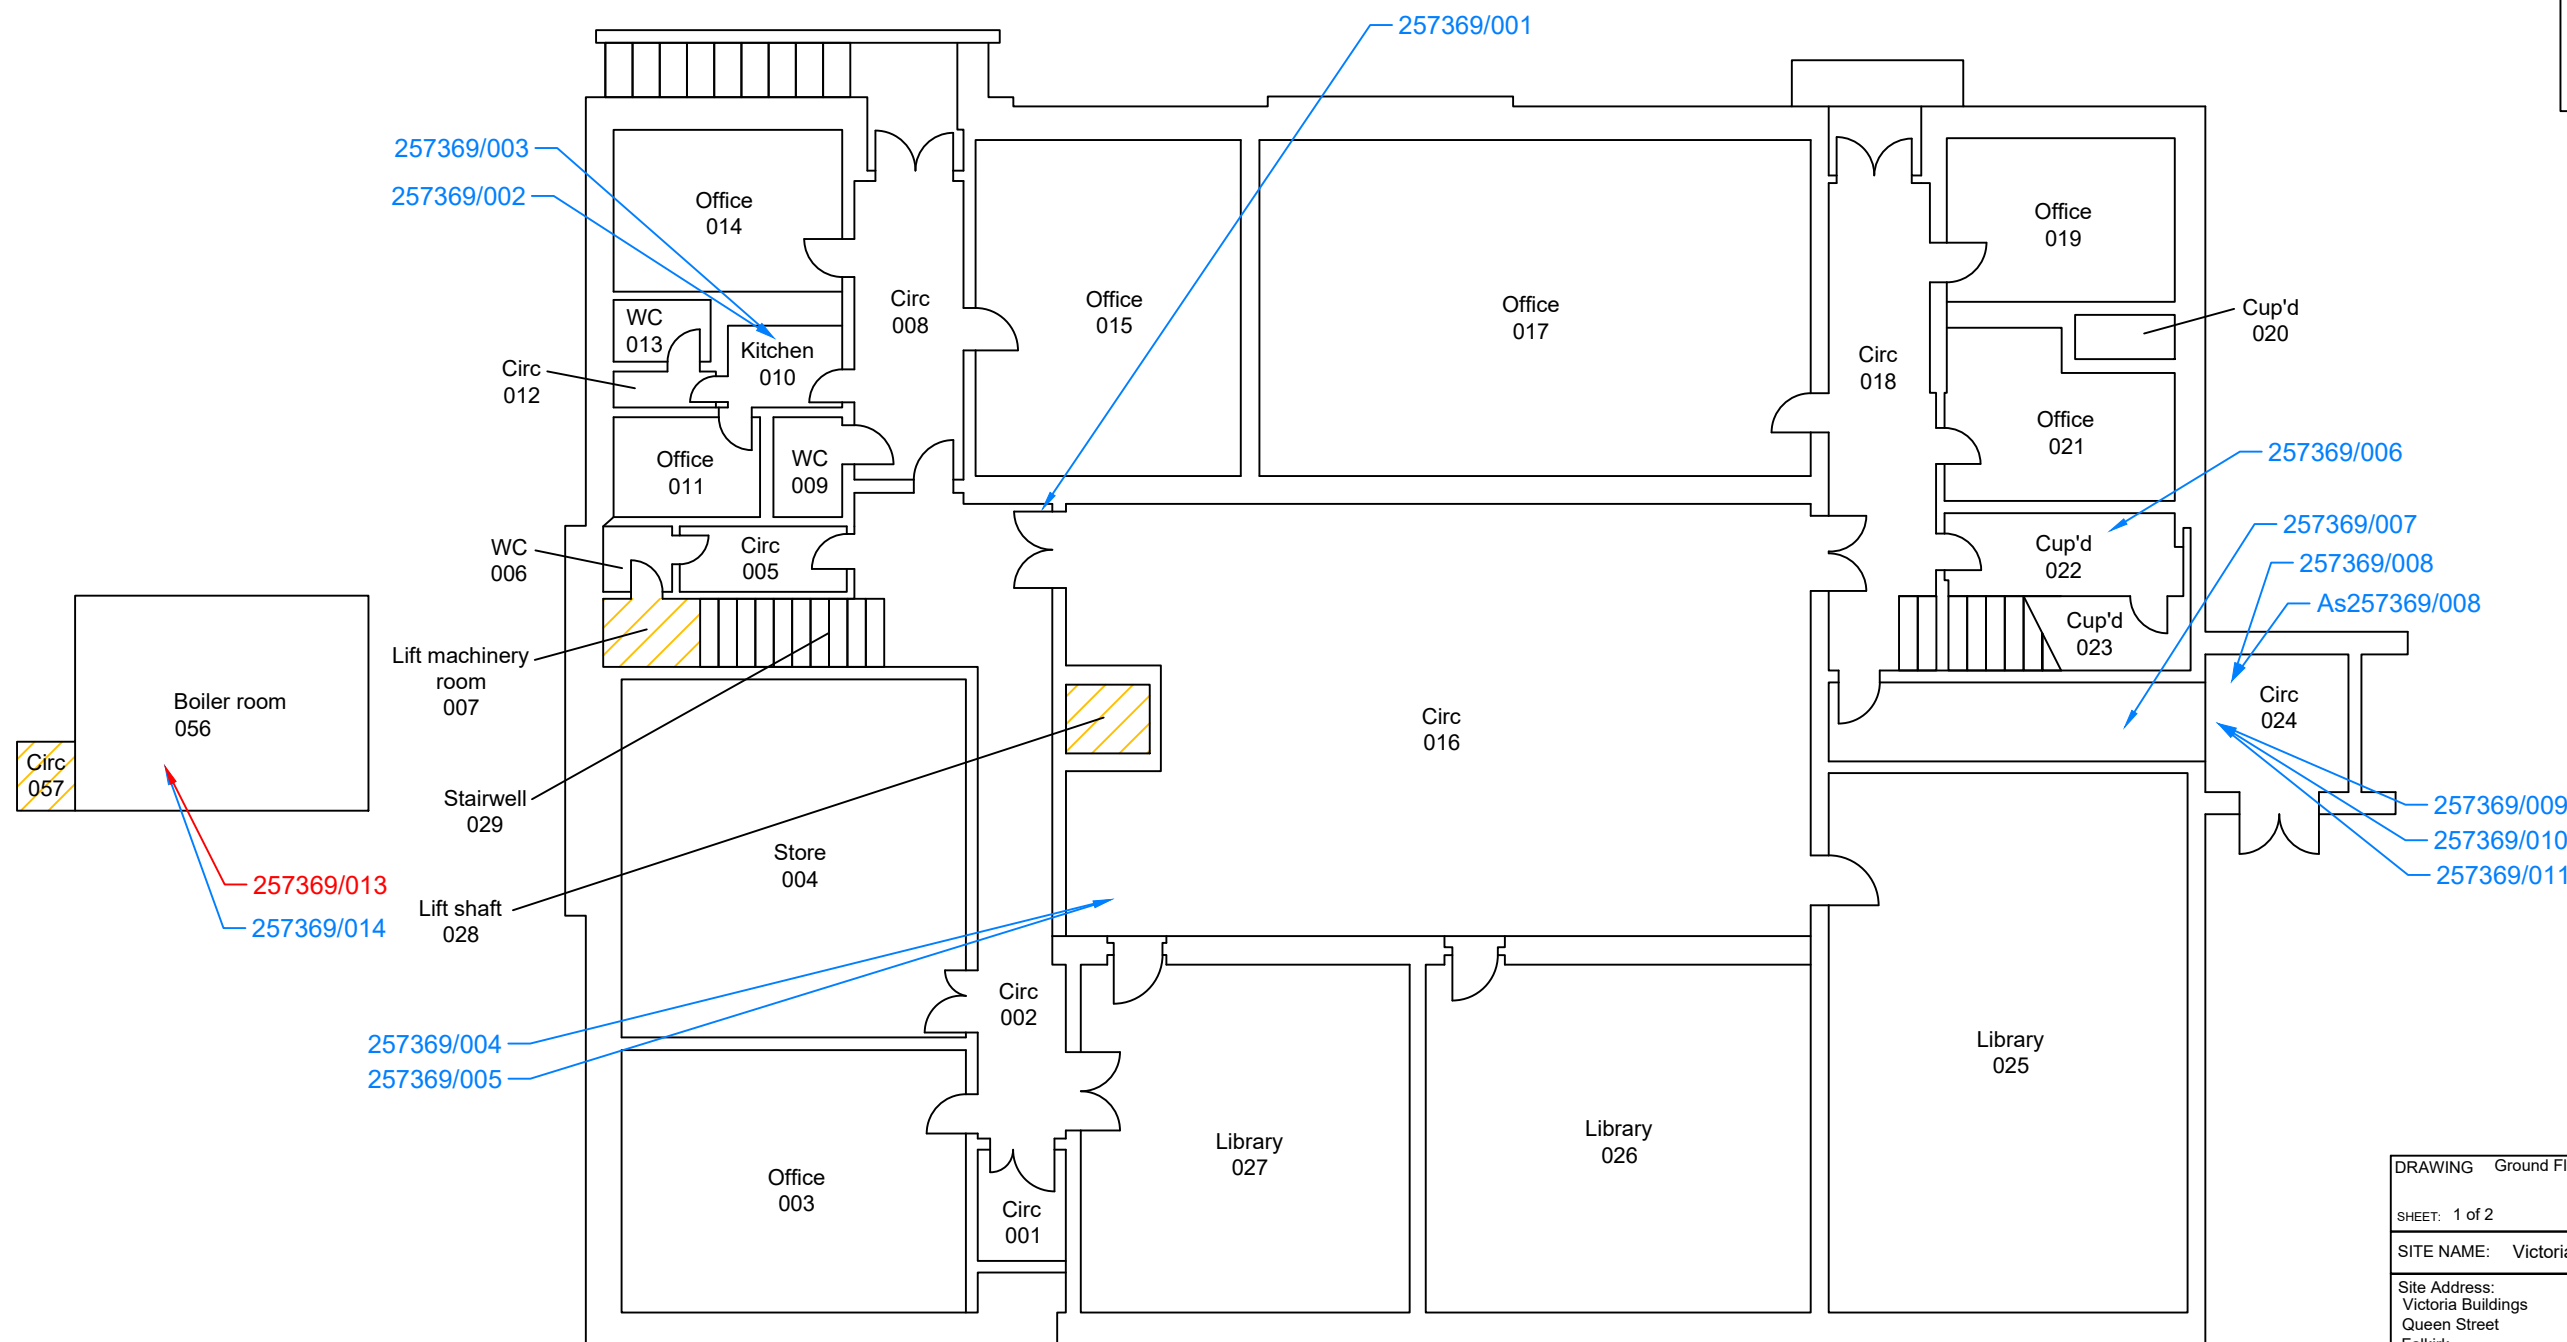 257369/001
257369/003
257369/002
Office
014
Office
019
WC
013
Circ
008
Office
015
Office
017
Cup'd
020
Kitchen
010
Circ
012
Circ
018
Office
021
Office
011
WC
009
257369/006
257369/007
WC
006
Circ
005
Cup'd
022
257369/008
As257369/008
Cup'd
023
Lift machinery
room
007
Boiler room
056
Circ
057
Circ
016
Circ
024
Stairwell
029
257369/009
257369/010
257369/011
Store
004
257369/013
257369/014
Lift shaft
028
Circ
002
257369/004
257369/005
Library
025
Library
027
Library
026
Office
003
Circ
001
DRAWING Ground Fl
SHEET: 1 of 2
SITE NAME: Victoria
Site Address:
Victoria Buildings
Queen Street